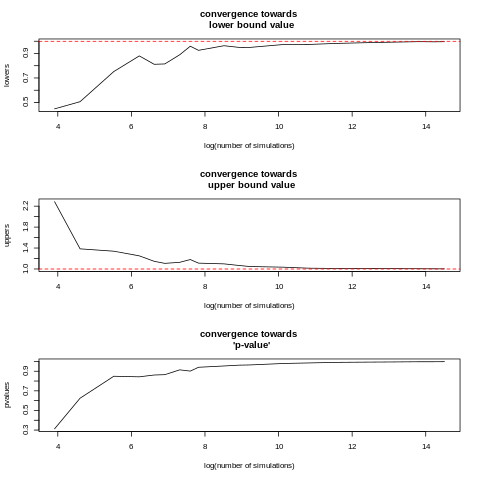 convergence towards
lower bound value
lowers
0.5 0.7 0.9
4 6 8 10 12 14
log(number of simulations)
convergence towards
upper bound value
uppers
1.0 1.4 1.8 2.2
4 6 8 10 12 14
log(number of simulations)
convergence towards
'p-value'
pvalues
0.3 0.5 0.7 0.9
4 6 8 10 12 14
log(number of simulations)